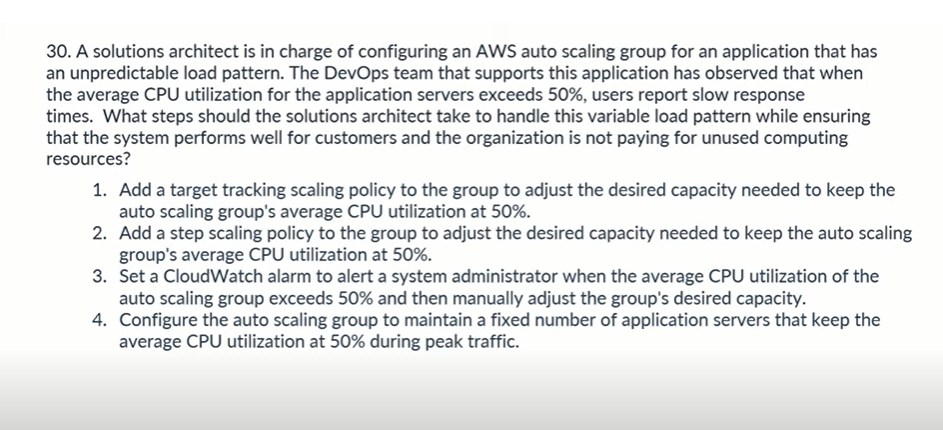 30. A solutions architect is in charge of configuring an AWS auto scaling group for an application that has
an unpredictable load pattern. The DevOps team that supports this application has observed that when
the average CPU utilization for the application servers exceeds 50%, users report slow response
times.  What steps should the solutions architect take to handle this variable load pattern while ensuring
that the system performs well for customers and the organization is not paying for unused computing
resources?
1. Add a target tracking scaling policy to the group to adjust the desired capacity needed to keep the
auto scaling group's average CPU utilization at 50%.
2. Add a step scaling policy to the group to adjust the desired capacity needed to keep the auto scaling
group's average CPU utilization at 50%.
3. Set a CloudWatch alarm to alert a system administrator when the average CPU utilization of the
auto scaling group exceeds 50% and then manually adjust the group's desired capacity.
4. Configure the auto scaling group to maintain a fixed number of application servers that keep the
average CPU utilization at 50% during peak traffic.